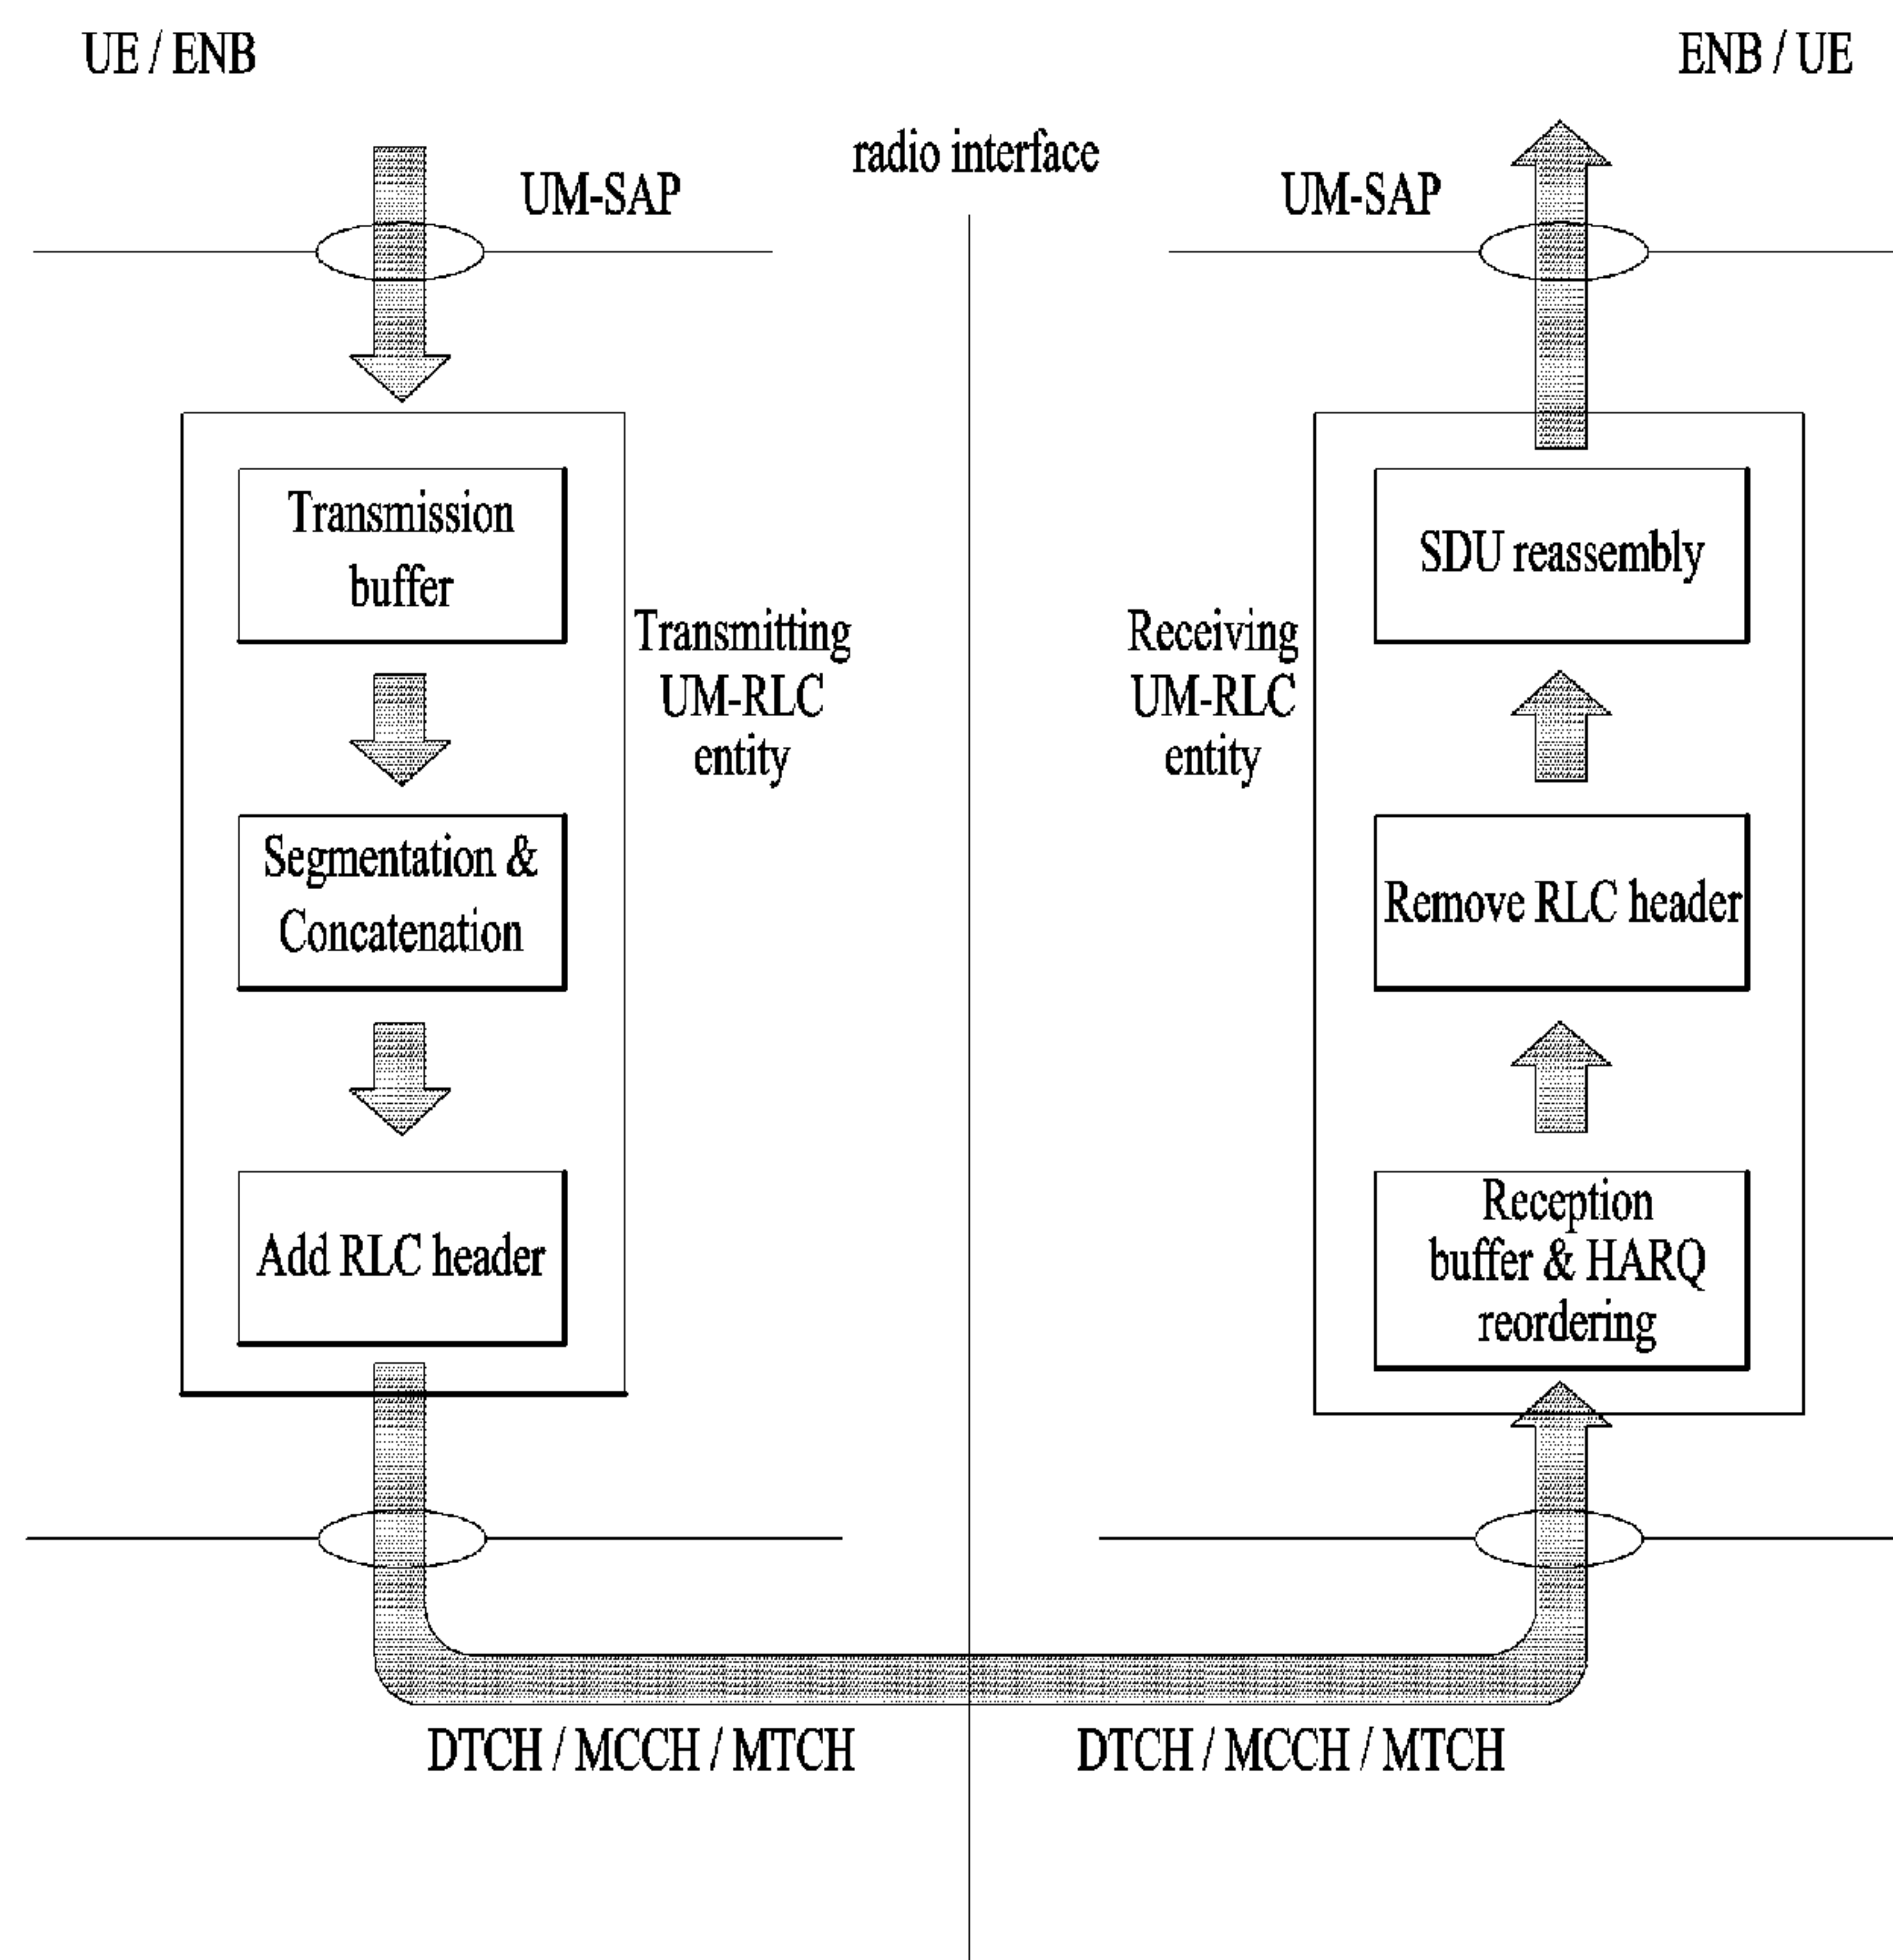 UE / ENB
ENB / UE
radio interface
UM-SAP
UM-SAP
Transmission
buffer
Transmitting
UM-RLC
entity
Segmentation &
Concatenation
Add RLC header
Receiving
UM-RLC
entity
SDU reassembly
Remove RLC header
Reception
buffer & HARQ
reordering
DTCH / MCCH / MTCH
DTCH / MCCH / MTCH